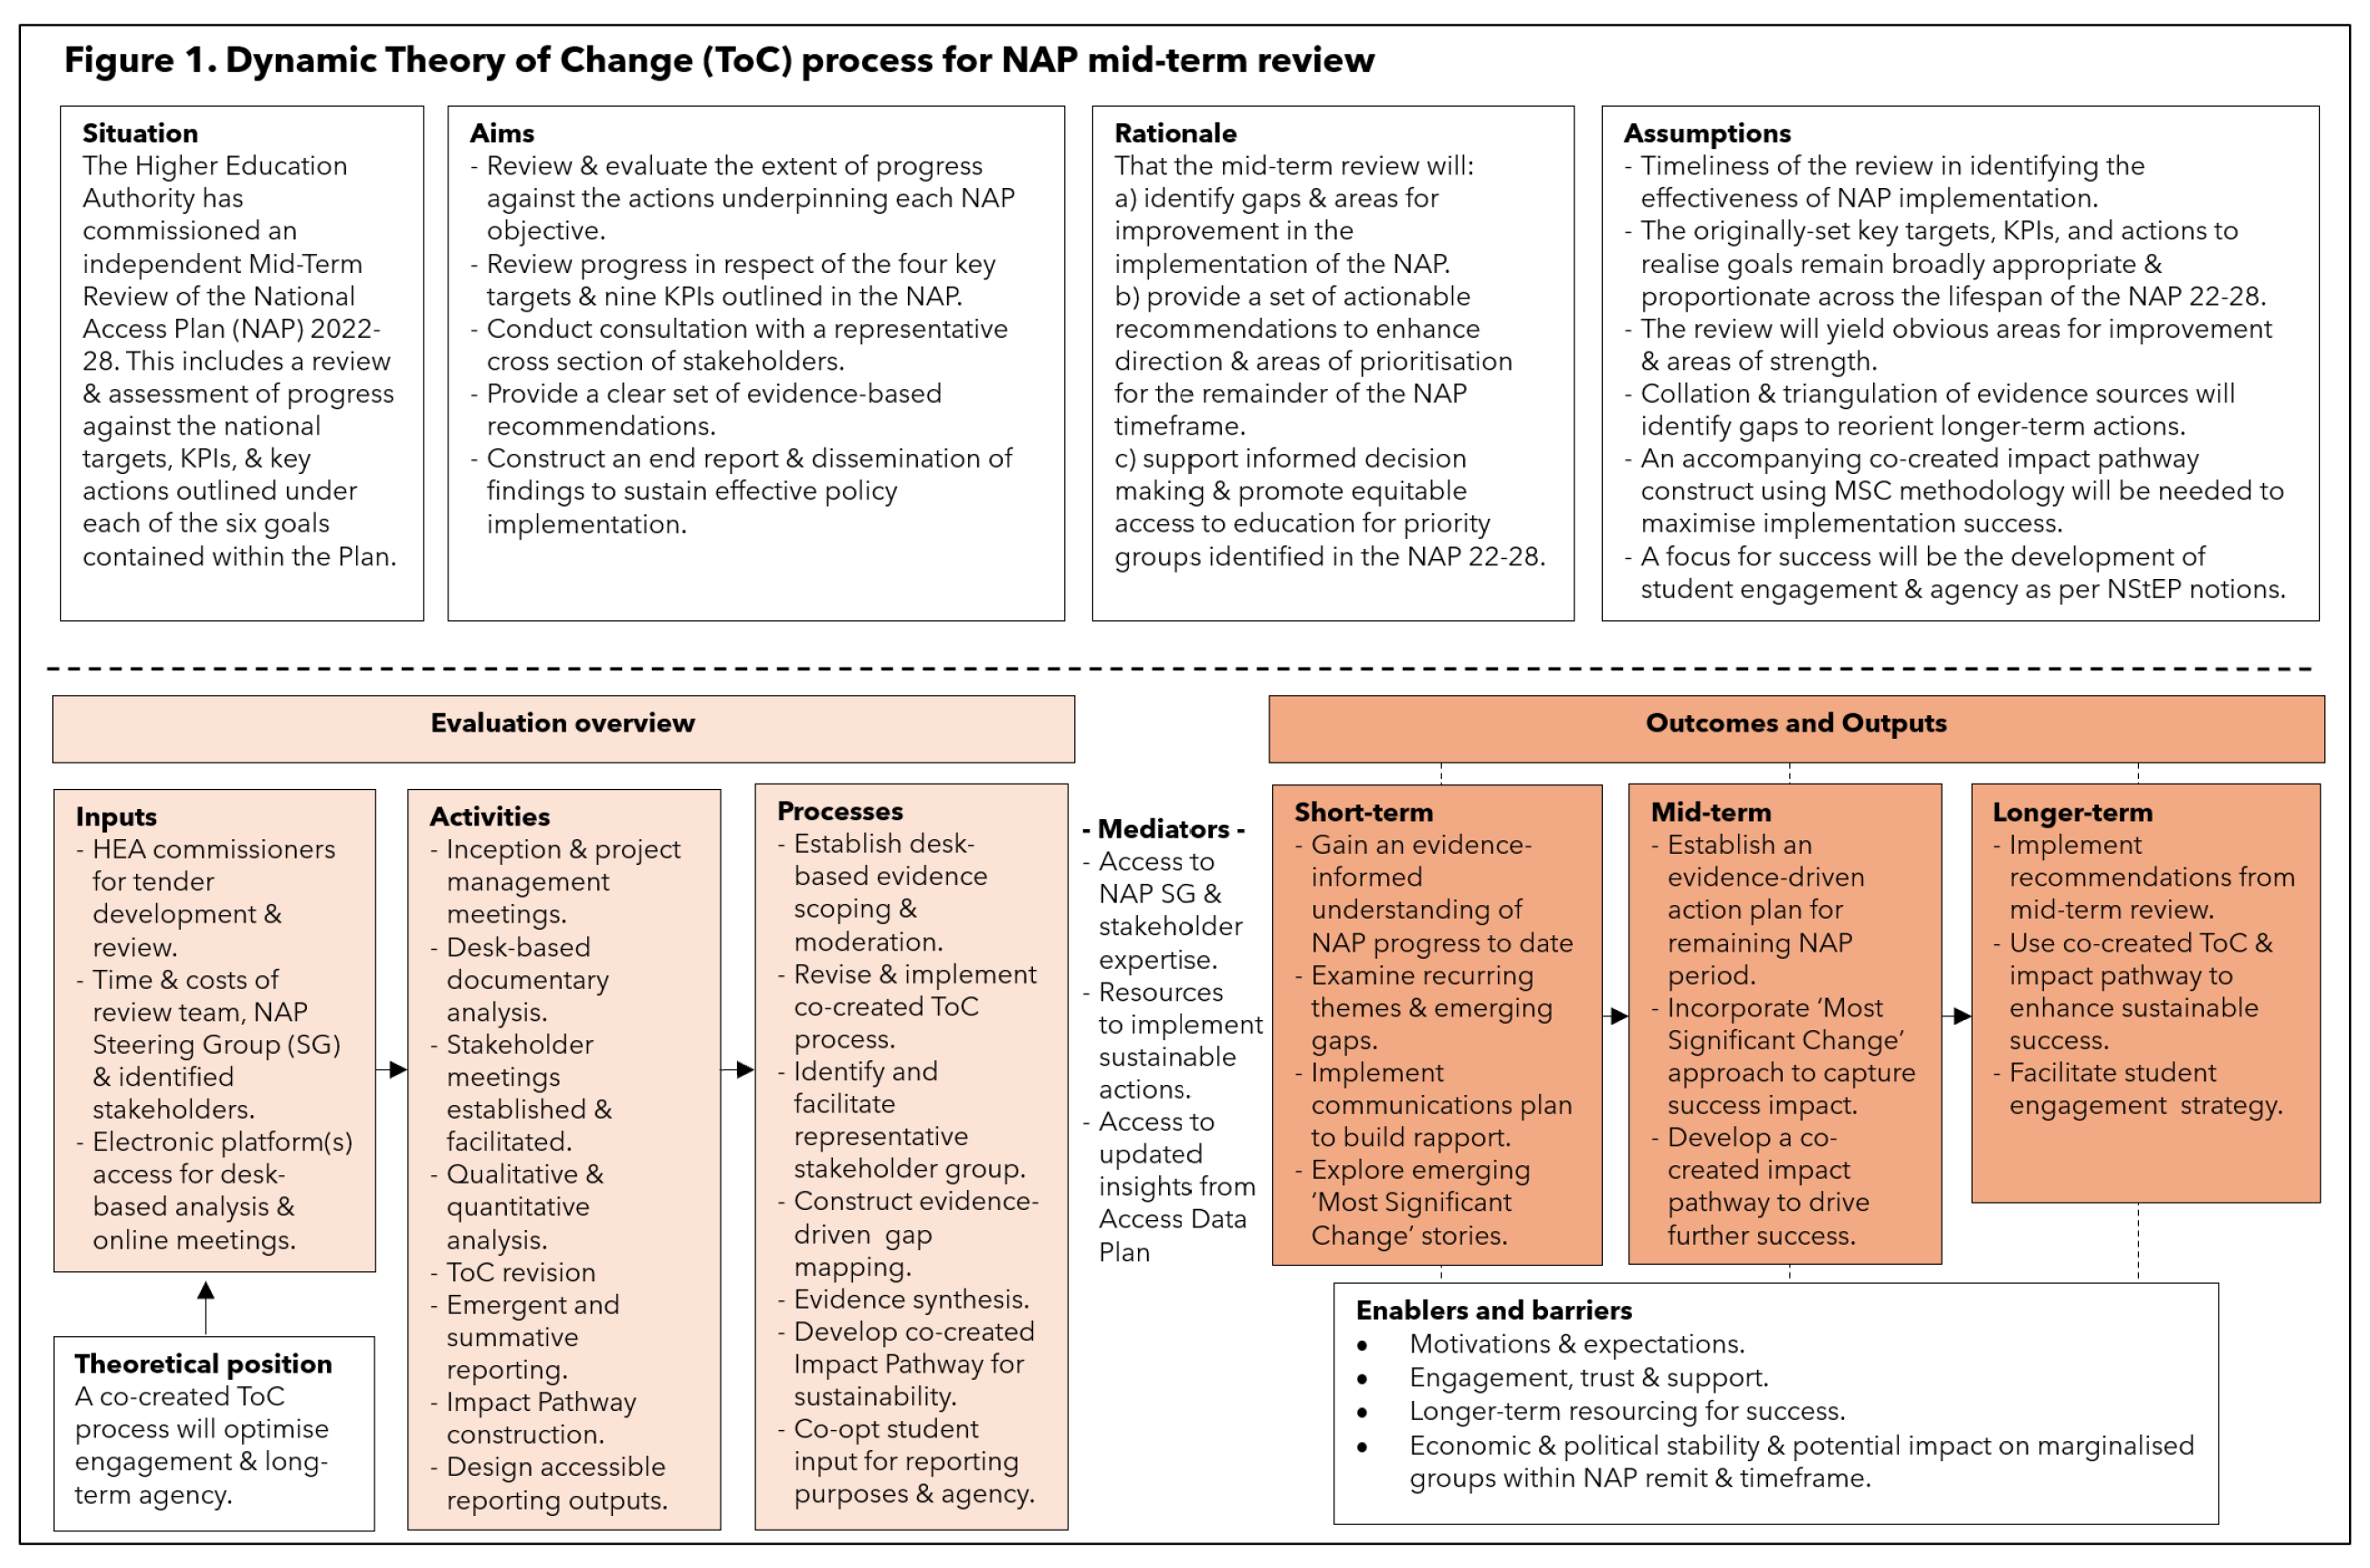 Figure 1. Dynamic Theory of Change (ToC) process for NAP mid-term review
Situation
The Higher Education
Authority has
commissioned an
independent Mid-Term
Review of the National
Access Plan (NAP) 2022-
28. This includes a review
& assessment of progress
against the national
targets, KPIs, & key
actions outlined under
each of the six goals
contained within the Plan.
Aims
- Review & evaluate the extent of progress
against the actions underpinning each NAP
objective.
- Review progress in respect of the four key
targets & nine KPIs outlined in the NAP.
- Conduct consultation with a representative
cross section of stakeholders.
- Provide a clear set of evidence-based
recommendations.
- Construct an end report & dissemination of
findings to sustain effective policy
implementation.
Rationale
That the mid-term review will:
a) identify gaps & areas for
improvement in the
implementation of the NAP.
b) provide a set of actionable
recommendations to enhance
direction & areas of prioritisation
for the remainder of the NAP
timeframe.
c) support informed decision
making & promote equitable
access to education for priority
groups identified in the NAP 22-28.
Assumptions
- Timeliness of the review in identifying the
effectiveness of NAP implementation.
- The originally-set key targets, KPIs, and actions to
realise goals remain broadly appropriate &
proportionate across the lifespan of the NAP 22-28.
- The review will yield obvious areas for improvement
& areas of strength.
- Collation & triangulation of evidence sources will
identify gaps to reorient longer-term actions.
- An accompanying co-created impact pathway
construct using MSC methodology will be needed to
maximise implementation success.
- A focus for success will be the development of
student engagement & agency as per NStEP notions.
Evaluation overview
Inputs
- HEA commissioners
for tender
development &
review.
- Time & costs of
review team, NAP
Steering Group (SG)
& identified
stakeholders.
- Electronic platform(s)
access for desk-
based analysis &
online meetings.
Theoretical position
A co-created ToC
process will optimise
engagement & long-
term agency.
Activities
- Inception & project
management
meetings.
- Desk-based
documentary
analysis.
- Stakeholder
meetings
established &
facilitated.
- Qualitative &
quantitative
analysis.
- ToC revision
- Emergent and
summative
reporting.
- Impact Pathway
construction.
- Design accessible
reporting outputs.
Processes
- Establish desk-
based evidence
scoping &
moderation.
- Revise & implement
co-created ToC
process.
- Identify and
facilitate
representative
stakeholder group.
- Construct evidence-
driven gap
mapping.
- Evidence synthesis.
- Develop co-created
Impact Pathway for
sustainability.
- Co-opt student
input for reporting
purposes & agency.
- Mediators -
- Access to
NAP SG &
stakeholder
expertise.
- Resources
to implement
sustainable
actions.
- Access to
updated
insights from
Access Data
Plan
Outcomes and Outputs
Short-term
- Gain an evidence-
informed
understanding of
NAP progress to date
- Examine recurring
themes & emerging
gaps.
- Implement
communications plan
to build rapport.
- Explore emerging
‘Most Significant
Change’ stories.
Mid-term
- Establish an
evidence-driven
action plan for
remaining NAP
period.
- Incorporate ‘Most
Significant Change’
approach to capture
success impact.
- Develop a co-
created impact
pathway to drive
further success.
Longer-term
- Implement
recommendations from
mid-term review.
- Use co-created ToC &
impact pathway to
enhance sustainable
success.
- Facilitate student
engagement strategy.
Enablers and barriers
• Motivations & expectations.
• Engagement, trust & support.
• Longer-term resourcing for success.
• Economic & political stability & potential impact on marginalised
groups within NAP remit & timeframe.